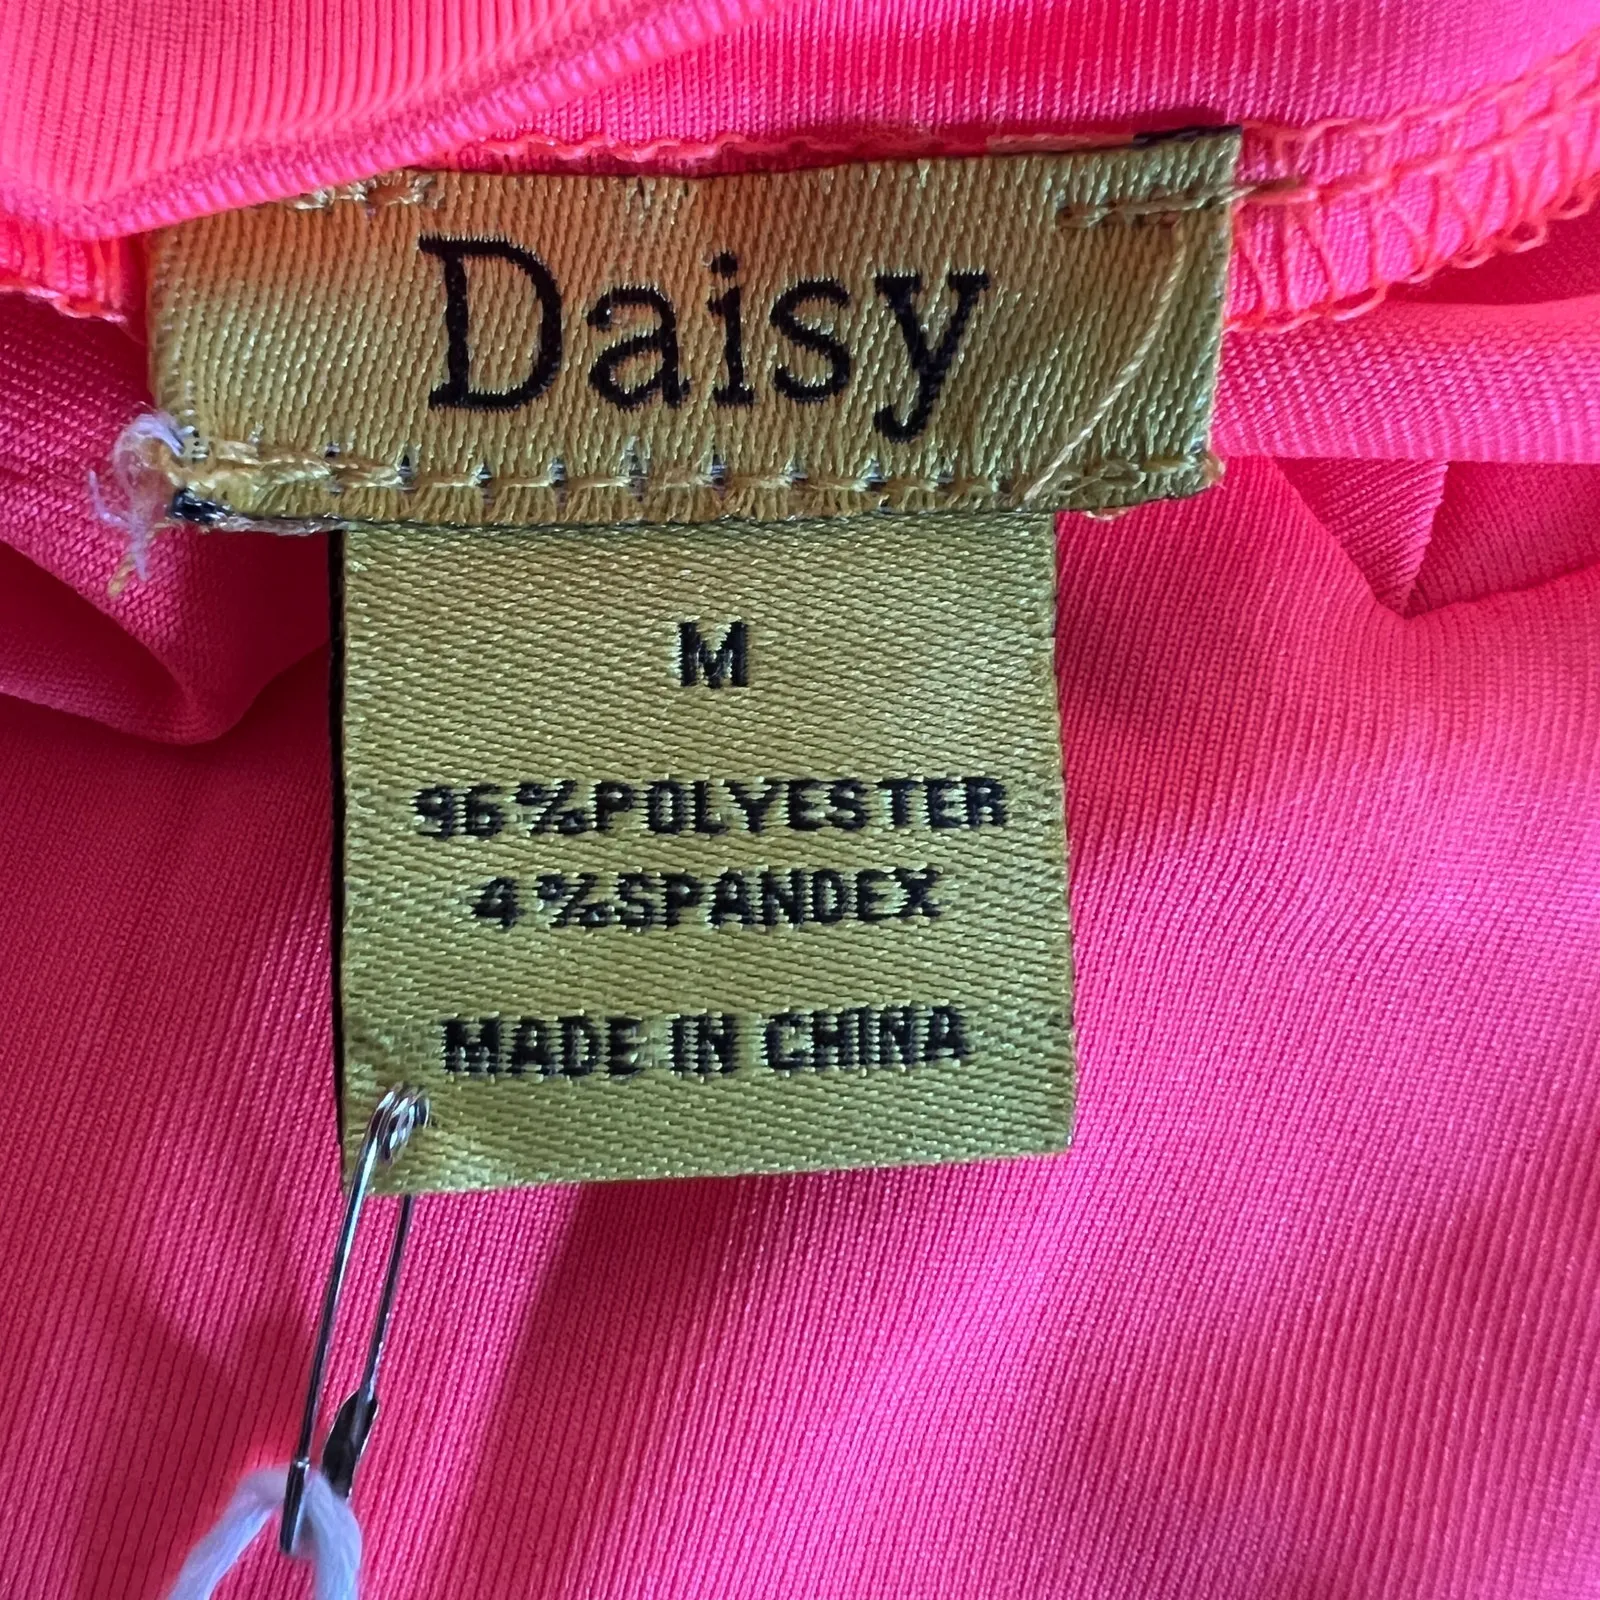 Daisy
M
96%POLYESTER
4%SPANDEX
MADE IN CHINA